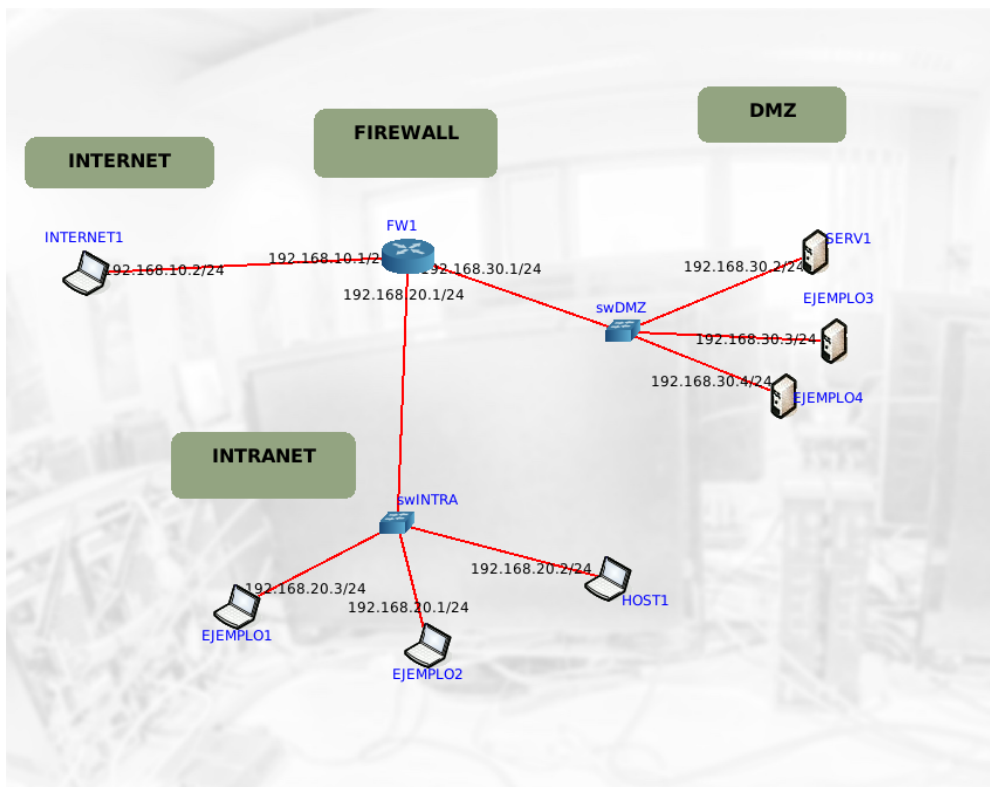 DMZ
FIREWALL
INTERNET
FW1
INTERNET1
SERV1
192.168.10.1/2
192.168.10.2/24
192.168.30.1/24
192.168.30.2/24
192.168.20.1/24
EJEMPLO3
swDMZ
192.168.30.3/24
192.168.30.4/24
EJEMPLO4
INTRANET
swINTRA
192.168.20.2/24
192.168.20.3/24
HOST1
192.168.20.1/24
EJEMPLO1
EJEMPLO2